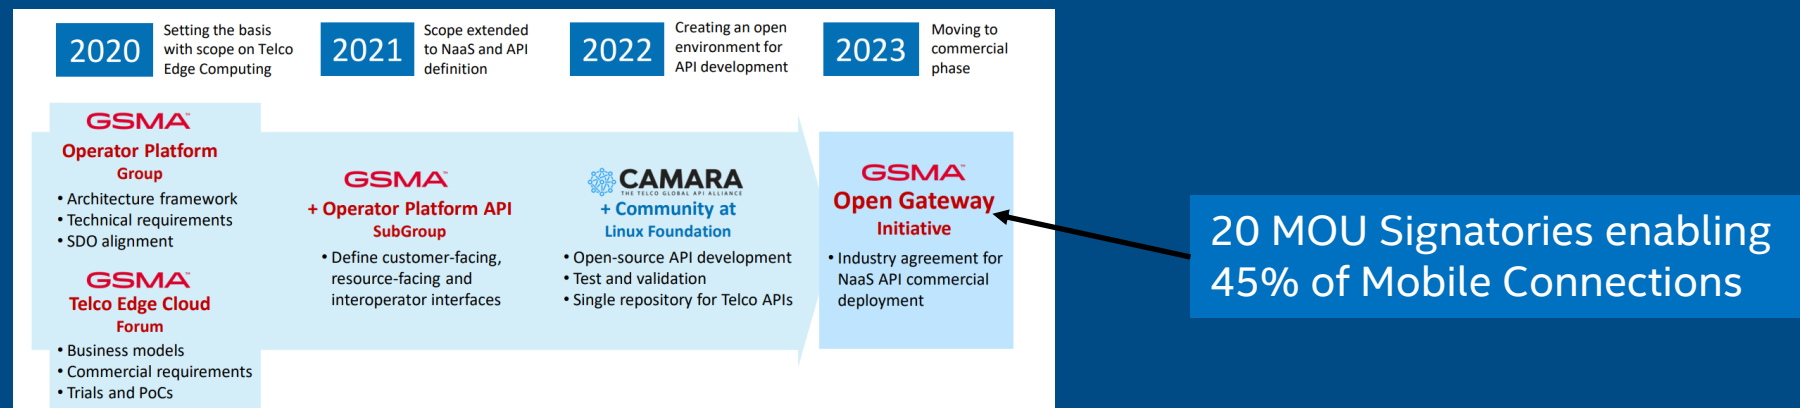 2020
Setting the basis
with scope on Telco
Edge Computing
2021
Scope extended
to NaaS and API
definition
2022
Creating an open
environment for
API development
2023
Moving to
commercial
phase
GSMA™
Operator Platform
Group
• Architecture framework
• Technical requirements
• SDO alignment
GSMA™
Telco Edge Cloud
Forum
• Business models
• Commercial requirements
• Trials and PoCs
GSMA™
+ Operator Platform API
SubGroup
• Define customer-facing,
resource-facing and
interoperator interfaces
CAMARA
THE TELCO GLOBAL API ALLIANCE
+ Community at
Linux Foundation
• Open-source API development
• Test and validation
• Single repository for Telco APIs
GSMA™
Open Gateway
Initiative
• Industry agreement for
NaaS API commercial
deployment
20 MOU Signatories enabling
45% of Mobile Connections